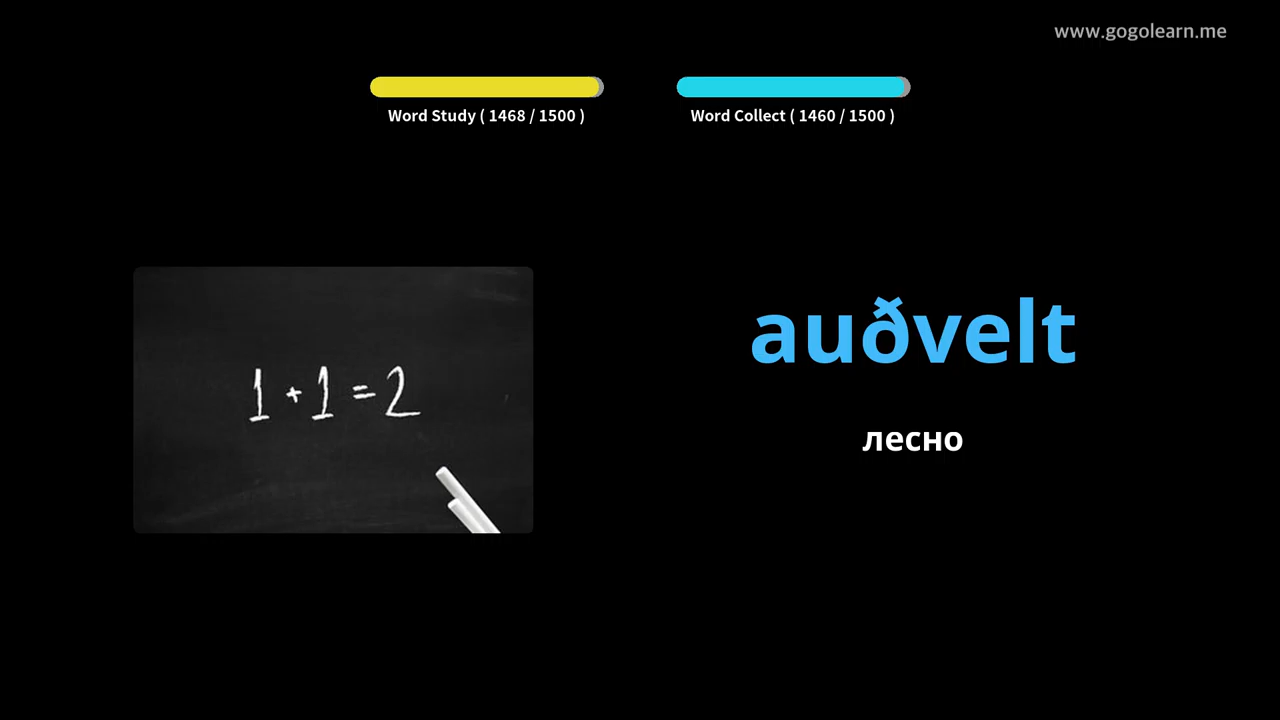 www.gogolearn.me
Word Study ( 1468 / 1500 )
Word Collect ( 1460 / 1500 )
1 + 1 = 2
auðvelt
лесно